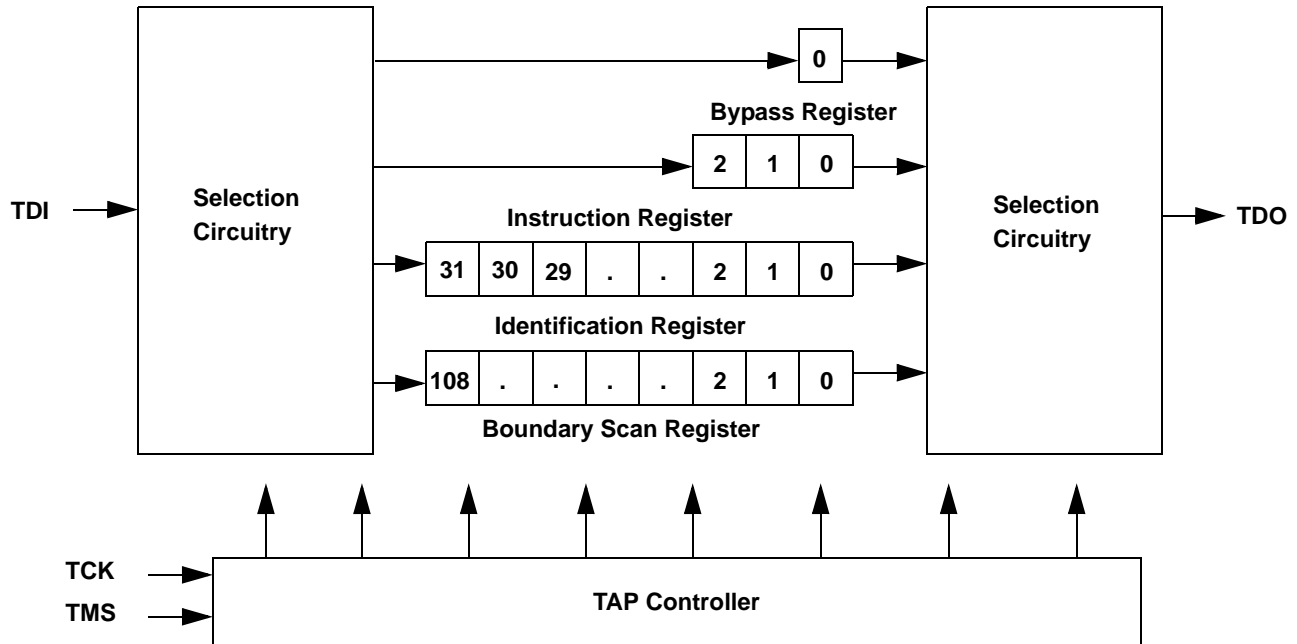 0
Bypass Register
2 1 0
TDI
Selection
Circuitry
Selection
Circuitry
TDO
Instruction Register
31 30 29 . . 2 1 0
Identification Register
108 . . . . 2 1 0
Boundary Scan Register
TCK
TMS
TAP Controller